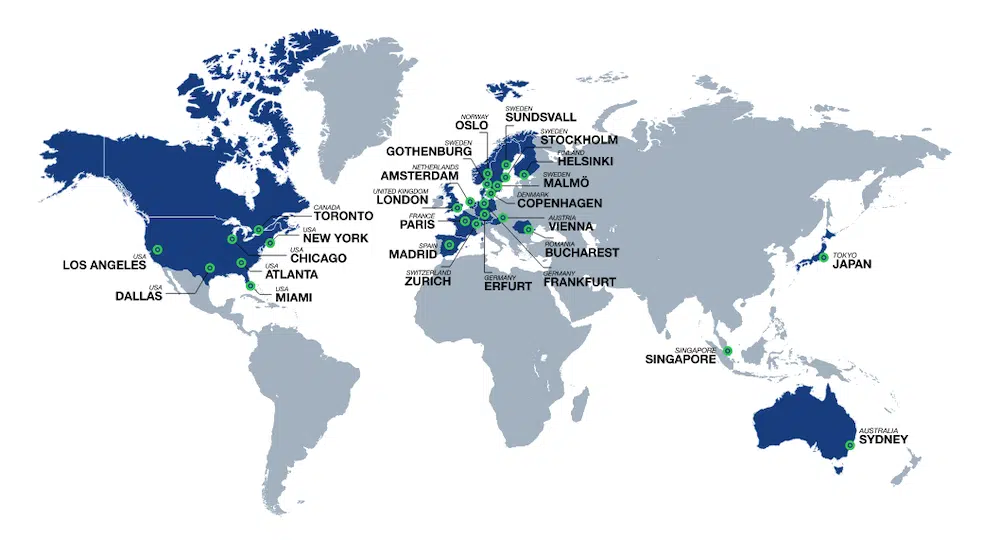 NORWAY
OSLO
SWEDEN
SUNDSVALL
SWEDEN
GOTHENBURG
SWEDEN
STOCKHOLM
FINLAND
HELSINKI
NETHERLANDS
AMSTERDAM
SWEDEN
MALMÖ
UNITED KINGDOM
LONDON
DENMARK
COPENHAGEN
FRANCE
PARIS
AUSTRIA
VIENNA
SPAIN
MADRID
ROMANIA
BUCHAREST
SWITZERLAND
ZURICH
GERMANY
ERFURT
GERMANY
FRANKFURT
CANADA
TORONTO
USA
NEW YORK
USA
CHICAGO
USA
LOS ANGELES
USA
ATLANTA
USA
DALLAS
USA
MIAMI
TOKYO
JAPAN
SINGAPORE
SINGAPORE
AUSTRALIA
SYDNEY